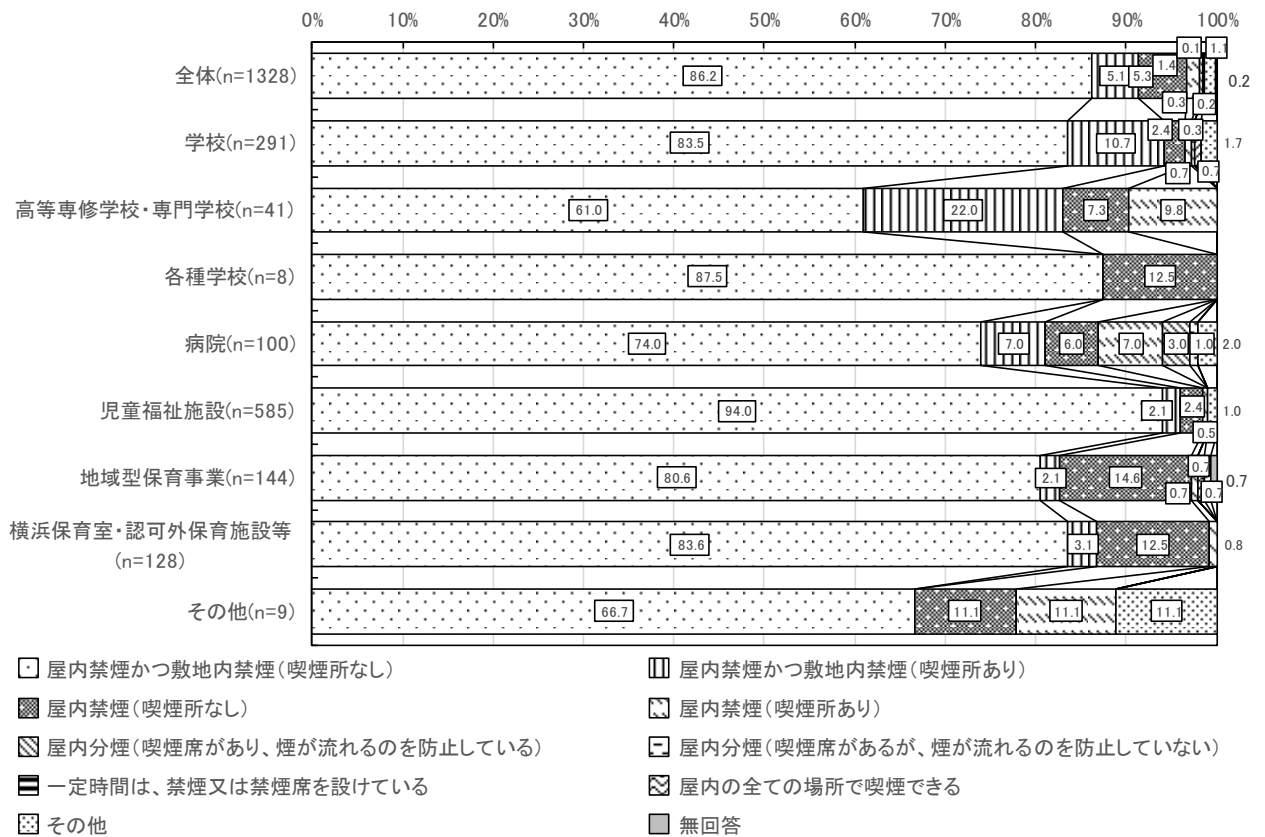 0% 10% 20% 30% 40% 50% 60% 70% 80% 90% 100%
全体(n=1328) 86.2 5.1 5.3 1.4 0.3 0.1 0.2 1.1 0.2
学校(n=291) 83.5 10.7 2.4 0.7 0.3 0.7 1.7
高等専修学校・専門学校(n=41) 61.0 22.0 7.3 9.8
各種学校(n=8) 87.5 12.5
病院(n=100) 74.0 7.0 6.0 7.0 3.0 1.0 2.0
児童福祉施設(n=585) 94.0 2.1 2.4 0.5 1.0
地域型保育事業(n=144) 80.6 2.1 14.6 0.7 0.7 0.7 0.7
横浜保育室・認可外保育施設等
(n=128) 83.6 3.1 12.5 0.8
その他(n=9) 66.7 11.1 11.1 11.1
屋内禁煙かつ敷地内禁煙(喫煙所なし) 屋内禁煙かつ敷地内禁煙(喫煙所あり)
屋内禁煙(喫煙所なし) 屋内禁煙(喫煙所あり)
屋内分煙(喫煙席があり、煙が流れるのを防止している) 屋内分煙(喫煙席があるが、煙が流れるのを防止していない)
一定時間は、禁煙又は禁煙席を設けている 屋内の全ての場所で喫煙できる
その他 無回答